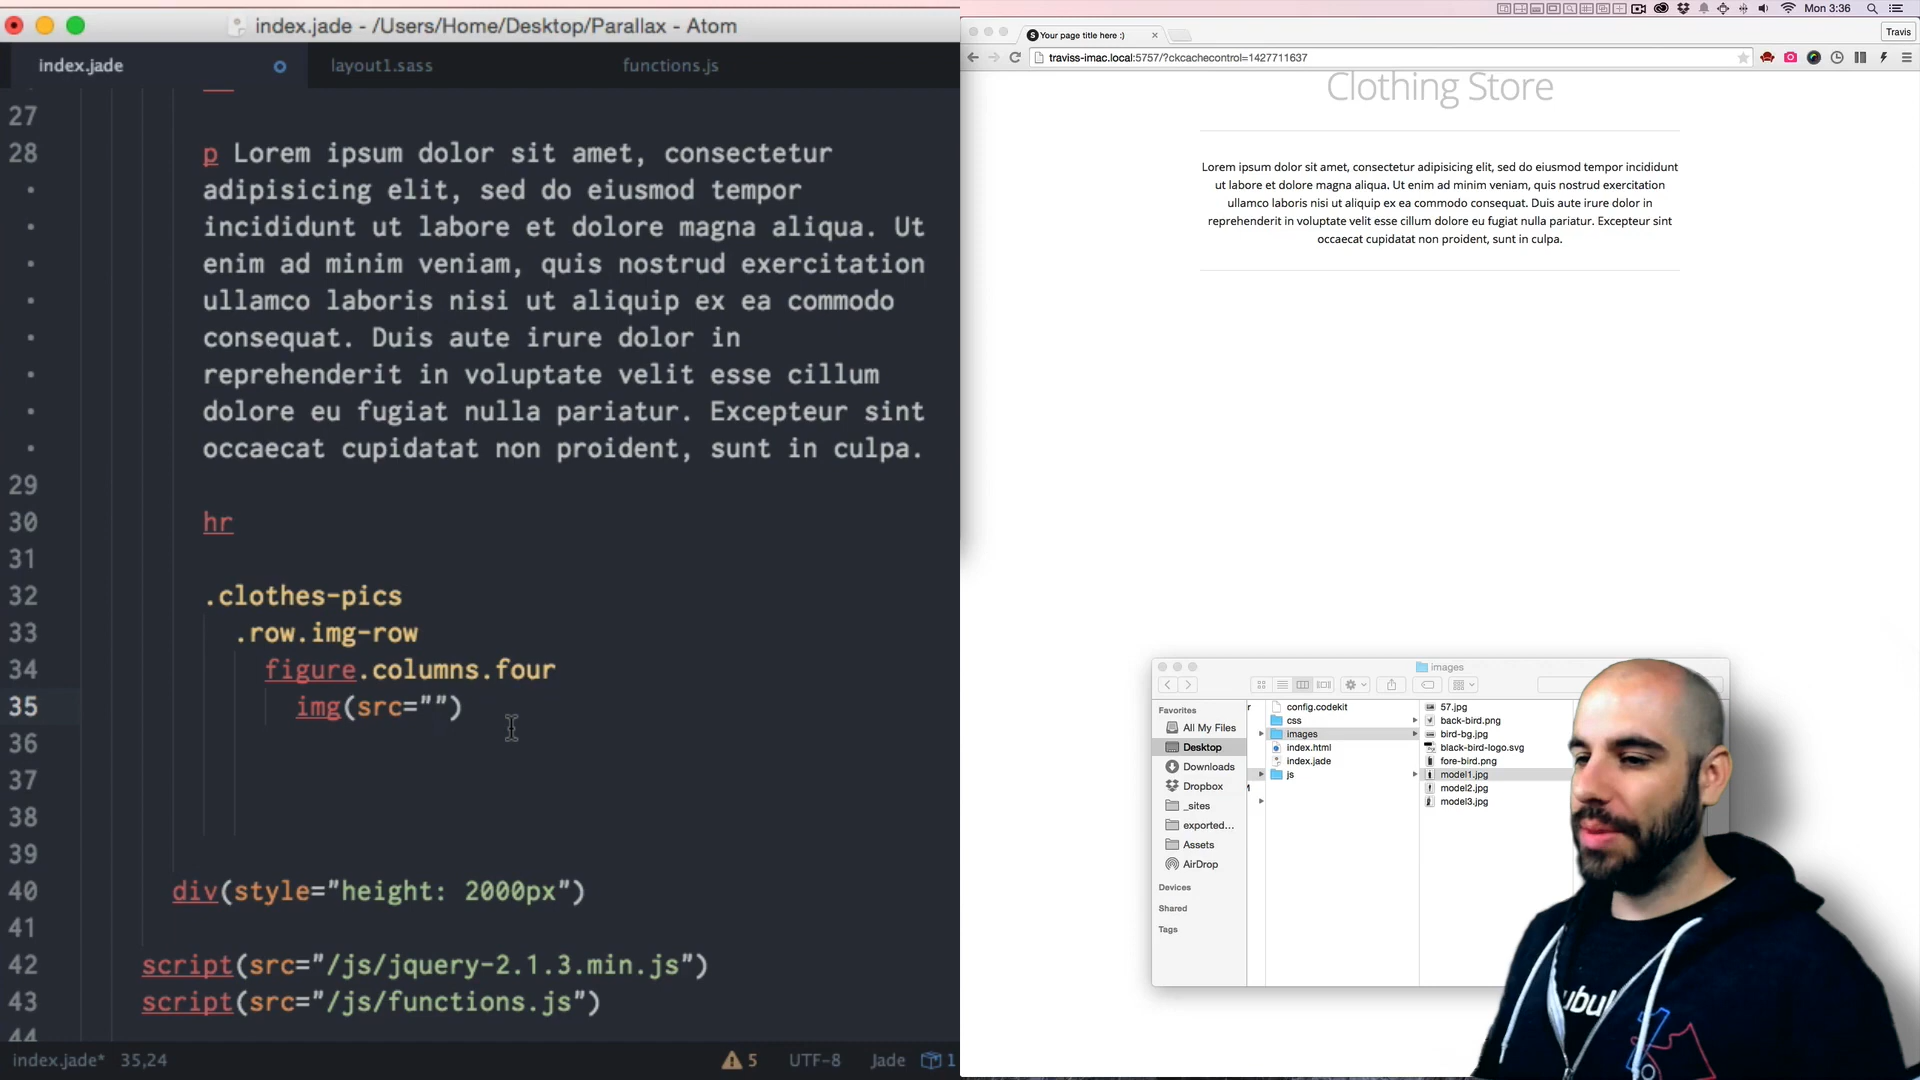 index.jade - /Users/Home/Desktop/Parallax - Atom
index.jade
layout1.sass
functions.js
27
28
p Lorem ipsum dolor sit amet, consectetur
adipisicing elit, sed do eiusmod tempor
incididunt ut labore et dolore magna aliqua. Ut
enim ad minim veniam, quis nostrud exercitation
ullamco laboris nisi ut aliquip ex ea commodo
consequat. Duis aute irure dolor in
reprehenderit in voluptate velit esse cillum
dolore eu fugiat nulla pariatur. Excepteur sint
occaecat cupidatat non proident, sunt in culpa.
29
30 hr
31
32 .clothes-pics
33 .row.img-row
34 figure.columns.four
35 img(src="")
36
37
38
39
40 div(style="height: 2000px")
41
42 script(src="/js/jquery-2.1.3.min.js")
43 script(src="/js/functions.js")
44
index.jade* 35,24
5 UTF-8 Jade 1
Mon 3:36
Your page title here :)
Travis
traviss-imac.local:5757/?ckcachecontrol=1427711637
Clothing Store
Lorem ipsum dolor sit amet, consectetur adipisicing elit, sed do eiusmod tempor incididunt
ut labore et dolore magna aliqua. Ut enim ad minim veniam, quis nostrud exercitation
ullamco laboris nisi ut aliquip ex ea commodo consequat. Duis aute irure dolor in
reprehenderit in voluptate velit esse cillum dolore eu fugiat nulla pariatur. Excepteur sint
occaecat cupidatat non proident, sunt in culpa.
images
Favorites
All My Files
Desktop
Downloads
Dropbox
_sites
exported...
Assets
AirDrop
Devices
Shared
Tags
config.codekit
css
images
index.html
index.jade
js
57.jpg
back-bird.png
bird-bg.jpg
black-bird-logo.svg
fore-bird.png
model1.jpg
model2.jpg
model3.jpg